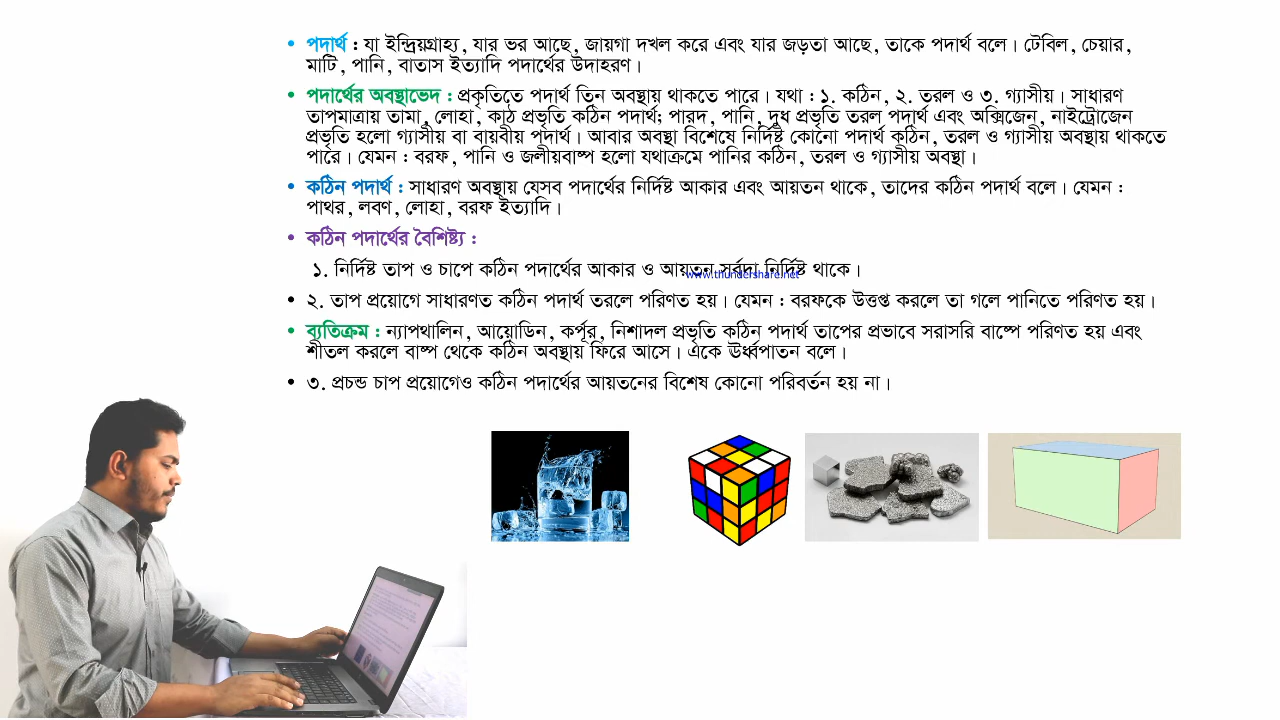 • পদার্থ : যা ইন্দ্রিয়গ্রাহ্য, যার ভর আছে, জায়গা দখল করে এবং যার জড়তা আছে, তাকে পদার্থ বলে। টেবিল, চেয়ার,
মাটি, পানি, বাতাস ইত্যাদি পদার্থের উদাহরণ।
• পদার্থের অবস্থাভেদ : প্রকৃতিতে পদার্থ তিন অবস্থায় থাকতে পারে। যথা : ১. কঠিন, ২. তরল ও ৩. গ্যাসীয়। সাধারণ
তাপমাত্রায় তামা, লোহা, কাঠ প্রভৃতি কঠিন পদার্থ; পারদ, পানি, দুধ প্রভৃতি তরল পদার্থ এবং অক্সিজেন, নাইট্রোজেন
প্রভৃতি হলো গ্যাসীয় বা বায়বীয় পদার্থ। আবার অবস্থা বিশেষে নির্দিষ্ট কোনো পদার্থ কঠিন, তরল ও গ্যাসীয় অবস্থায় থাকতে
পারে। যেমন : বরফ, পানি ও জলীয়বাষ্প হলো যথাক্রমে পানির কঠিন, তরল ও গ্যাসীয় অবস্থা।
• কঠিন পদার্থ : সাধারণ অবস্থায় যেসব পদার্থের নির্দিষ্ট আকার এবং আয়তন থাকে, তাদের কঠিন পদার্থ বলে। যেমন :
পাথর, লবণ, লোহা, বরফ ইত্যাদি।
• কঠিন পদার্থের বৈশিষ্ট্য :
১. নির্দিষ্ট তাপ ও চাপে কঠিন পদার্থের আকার ও আয়তন সর্বদা নির্দিষ্ট থাকে।
www.thundershare.net
• ২. তাপ প্রয়োগে সাধারণত কঠিন পদার্থ তরলে পরিণত হয়। যেমন : বরফকে উত্তপ্ত করলে তা গলে পানিতে পরিণত হয়।
• ব্যতিক্রম : ন্যাপথালিন, আয়োডিন, কর্পূর, নিশাদল প্রভৃতি কঠিন পদার্থ তাপের প্রভাবে সরাসরি বাষ্পে পরিণত হয় এবং
শীতল করলে বাষ্প থেকে কঠিন অবস্থায় ফিরে আসে। একে ঊর্ধ্বপাতন বলে।
• ৩. প্রচন্ড চাপ প্রয়োগেও কঠিন পদার্থের আয়তনের বিশেষ কোনো পরিবর্তন হয় না।